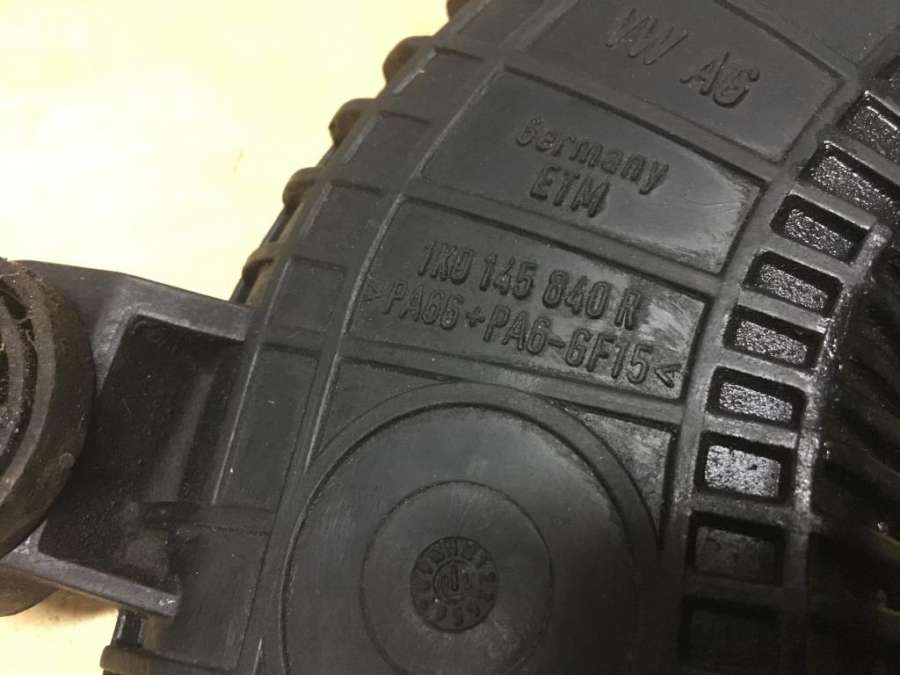 VW AG
Germany
ETM
1K0 145 840 R
>PA66+PA6-GF15<